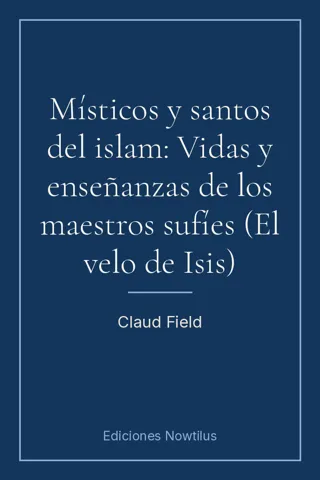 Místicos y santos
del islam: Vidas y
enseñanzas de los
maestros sufíes (El
velo de Isis)
Claud Field
Ediciones Nowtilus